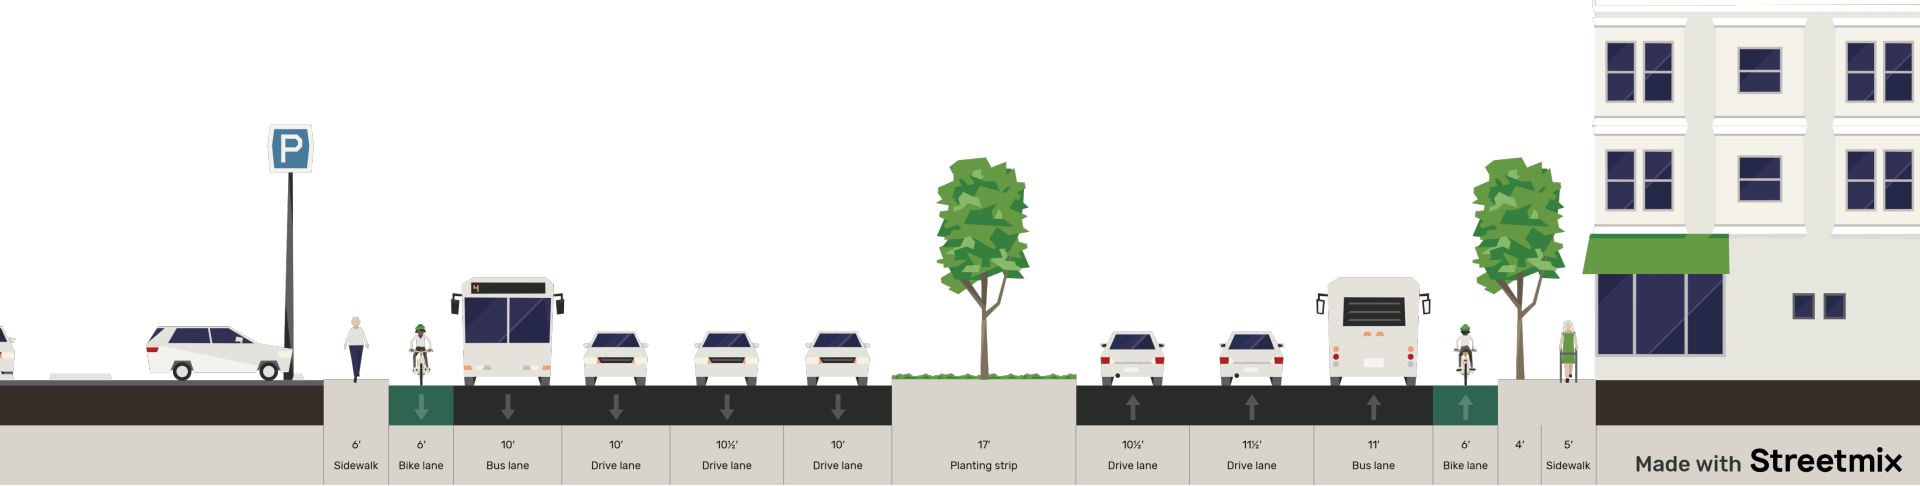 P
4
6′ 6′ 10′ 10′ 10½′ 10′ 17′ 10½′ 11½′ 11′ 6′ 4′ 5′
Sidewalk Bike lane Bus lane Drive lane Drive lane Drive lane Planting strip Drive lane Drive lane Bus lane Bike lane Sidewalk
Made with Streetmix